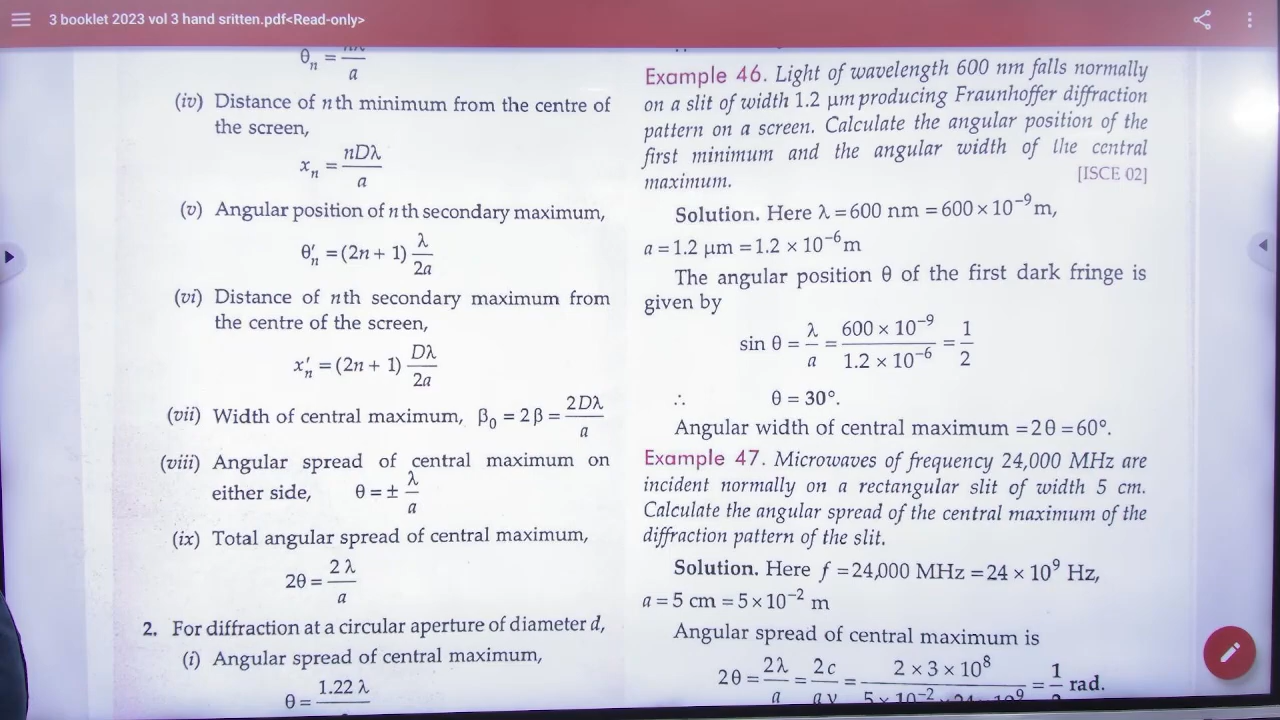 3 booklet 2023 vol 3 hand sritten.pdf<Read-only>
θn = nλ/a
(iv) Distance of nth minimum from the centre of
the screen,
xn = nDλ/a
(v) Angular position of nth secondary maximum,
θ′n = (2n + 1) λ/2a
(vi) Distance of nth secondary maximum from
the centre of the screen,
x′n = (2n + 1) Dλ/2a
(vii) Width of central maximum, β0 = 2β = 2Dλ/a
(viii) Angular spread of central maximum on
either side, θ = ± λ/a
(ix) Total angular spread of central maximum,
2θ = 2λ/a
2. For diffraction at a circular aperture of diameter d,
(i) Angular spread of central maximum,
θ = 1.22 λ
Example 46. Light of wavelength 600 nm falls normally
on a slit of width 1.2 μm producing Fraunhoffer diffraction
pattern on a screen. Calculate the angular position of the
first minimum and the angular width of the central
maximum. [ISCE 02]
Solution. Here λ = 600 nm = 600 × 10⁻⁹ m,
a = 1.2 μm = 1.2 × 10⁻⁶ m
The angular position θ of the first dark fringe is
given by
sin θ = λ/a = 600 × 10⁻⁹/1.2 × 10⁻⁶ = 1/2
∴ θ = 30°.
Angular width of central maximum = 2θ = 60°.
Example 47. Microwaves of frequency 24,000 MHz are
incident normally on a rectangular slit of width 5 cm.
Calculate the angular spread of the central maximum of the
diffraction pattern of the slit.
Solution. Here f = 24,000 MHz = 24 × 10⁹ Hz,
a = 5 cm = 5 × 10⁻² m
Angular spread of central maximum is
2θ = 2λ/a = 2c/aν = 2 × 3 × 10⁸/5 × 10⁻² × 24 × 10⁹ = 1/2 rad.